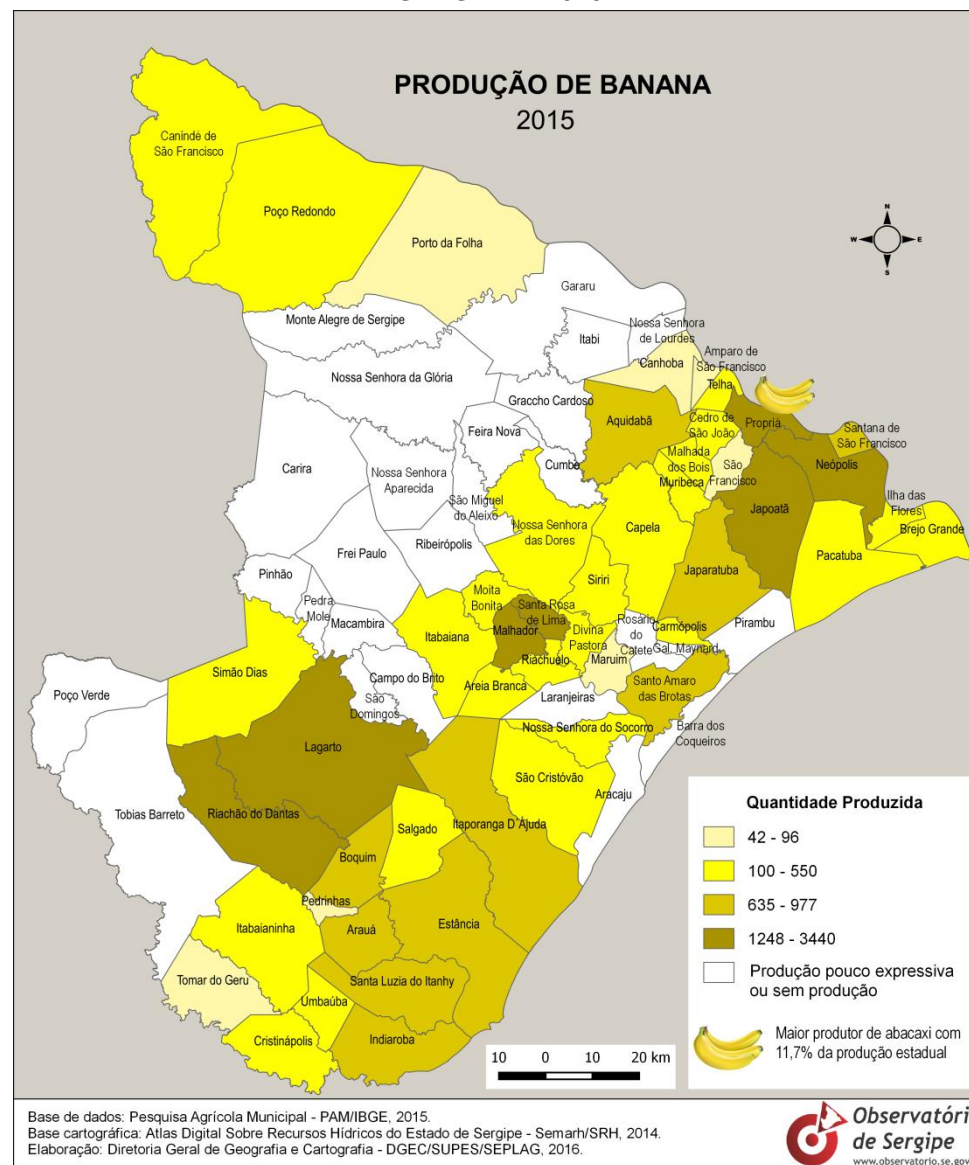 PRODUÇÃO DE BANANA
2015
Canindé de
São Francisco
Poço Redondo
Porto da Folha
N
W
E
S
Gararu
Monte Alegre de Sergipe
Itabi
Nossa Senhora
de Lourdes
Canhoba
Amparo de
São Francisco
Telha
Nossa Senhora da Glória
Graccho Cardoso
Aquidabã
Cedro de
São João
Propriá
Santana de
São Francisco
Feira Nova
Cumbe
Malhada
dos Bois
Muribeca
São
Francisco
Neópolis
Carira
Nossa Senhora
Aparecida
São Miguel
do Aleixo
Japoatã
Ilha das
Flores
Brejo Grande
Nossa Senhora
das Dores
Capela
Pacatuba
Frei Paulo
Ribeirópolis
Japaratuba
Pinhão
Siriri
Pedra
Mole
Macambira
Moita
Bonita
Santa Rosa
de Lima
Malhador
Itabaiana
Divina
Pastora
Rosário
do
Catete
Carmópolis
Pirambu
Gal. Maynard
Riachuelo
Maruim
Simão Dias
Campo do Brito
Areia Branca
Santo Amaro
das Brotas
Poço Verde
São
Domingos
Laranjeiras
Lagarto
Nossa Senhora do Socorro
Barra dos
Coqueiros
São Cristóvão
Aracaju
Tobias Barreto
Riachão do Dantas
Salgado
Itaporanga D´Ajuda
Boquim
Pedrinhas
Itabaianinha
Arauá
Estância
Tomar do Geru
Santa Luzia do Itanhy
Umbaúba
Cristinápolis
Indiaroba
Quantidade Produzida
42 - 96
100 - 550
635 - 977
1248 - 3440
Produção pouco expressiva
ou sem produção
Maior produtor de abacaxi com
11,7% da produção estadual
10 0 10 20 km
Base de dados: Pesquisa Agrícola Municipal - PAM/IBGE, 2015.
Base cartográfica: Atlas Digital Sobre Recursos Hídricos do Estado de Sergipe - Semarh/SRH, 2014.
Elaboração: Diretoria Geral de Geografia e Cartografia - DGEC/SUPES/SEPLAG, 2016.
Observatóri
de Sergipe
www.observatorio.se.gov